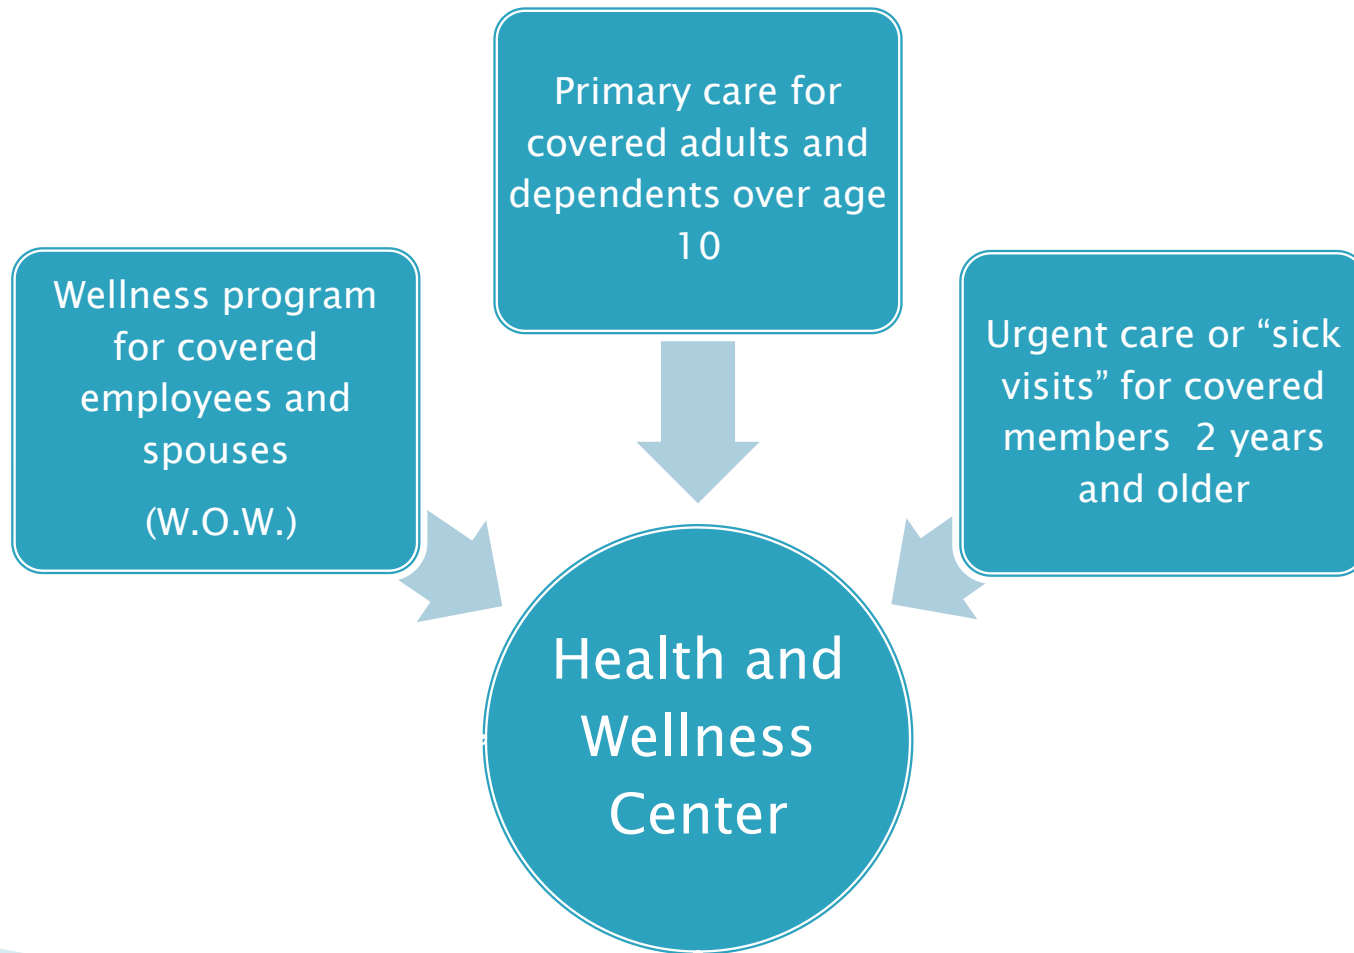 Primary care for
covered adults and
dependents over age
10
Wellness program
for covered
employees and
spouses
(W.O.W.)
Urgent care or “sick
visits” for covered
members  2 years
and older
Health and
Wellness
Center